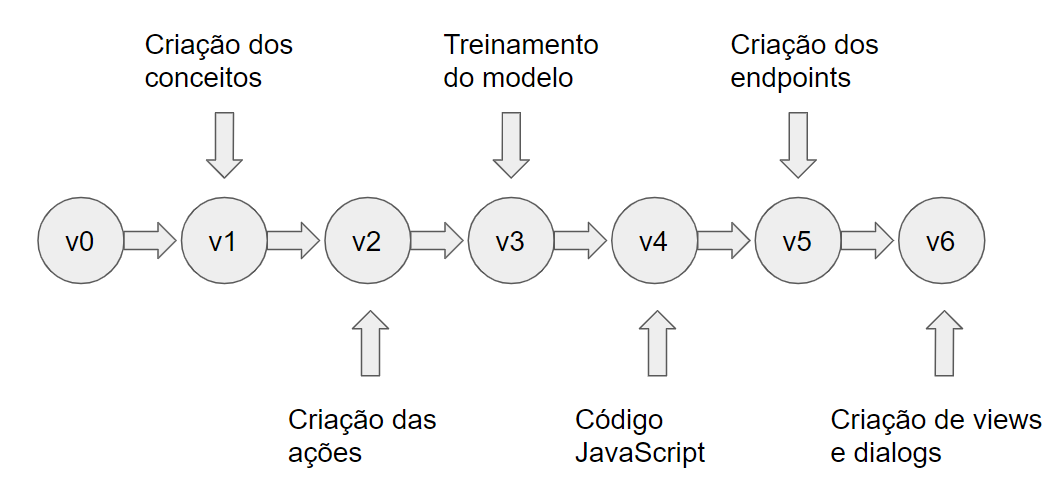 Criação dos
conceitos
Treinamento
do modelo
Criação dos
endpoints
v0
v1
v2
v3
v4
v5
v6
Criação das
ações
Código
JavaScript
Criação de views
e dialogs